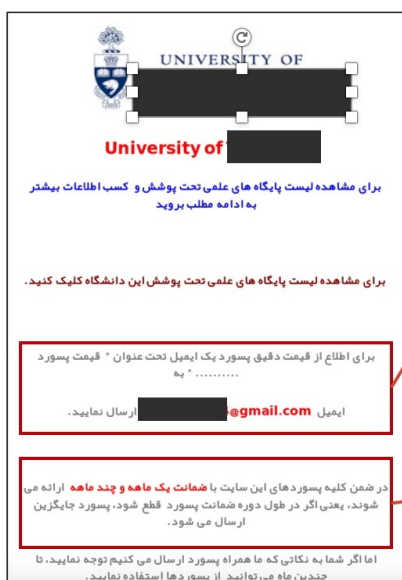 UNIVERSITY OF
University of
برای مشاهده لیست پایگاه های علمی تحت پوشش و کسب اطلاعات بیشتر
به ادامه مطلب بروید
برای مشاهده لیست پایگاه های علمی تحت پوشش این دانشگاه کلیک کنید.
برای اطلاع از قیمت دقیق پسورد یک ایمیل تحت عنوان " قیمت پسورد
.......... " به
ایمیل @gmail.com ارسال نمایید.
در ضمن کلیه پسوردهای این سایت با ضمانت یک ماهه و چند ماهه ارائه می
شوند، یعنی اگر در طول دوره ضمانت پسورد قطع شود، پسورد جایگزین
ارسال می شود.
اما اگر شما به نکاتی که ما همراه پسورد ارسال می کنیم توجه نمایید، تا
چندین ماه می توانید از پسوردها استفاده نمایید.